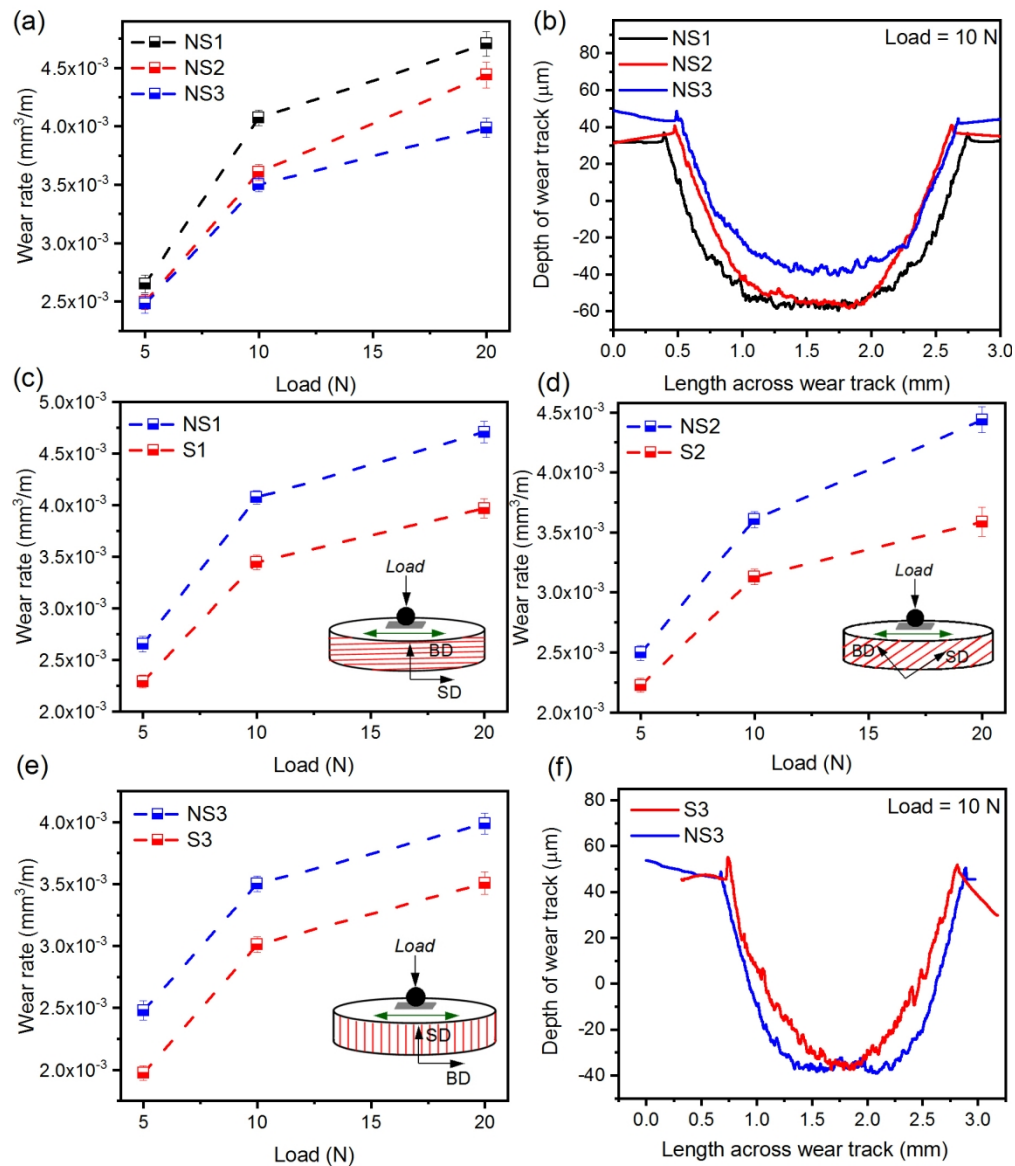 (a)
NS1
NS2
NS3
4.5x10⁻³
4.0x10⁻³
3.5x10⁻³
3.0x10⁻³
2.5x10⁻³
Wear rate (mm³/m)
5 10 15 20
Load (N)
(b)
NS1
NS2
NS3
Load = 10 N
80
60
40
20
0
-20
-40
-60
Depth of wear track (μm)
0.0 0.5 1.0 1.5 2.0 2.5 3.0
Length across wear track (mm)
(c)
NS1
S1
5.0x10⁻³
4.5x10⁻³
4.0x10⁻³
3.5x10⁻³
3.0x10⁻³
2.5x10⁻³
2.0x10⁻³
Wear rate (mm³/m)
Load
BD
SD
5 10 15 20
Load (N)
(d)
NS2
S2
4.5x10⁻³
4.0x10⁻³
3.5x10⁻³
3.0x10⁻³
2.5x10⁻³
2.0x10⁻³
Wear rate (mm³/m)
Load
BD
SD
5 10 15 20
Load (N)
(e)
NS3
S3
4.0x10⁻³
3.5x10⁻³
3.0x10⁻³
2.5x10⁻³
2.0x10⁻³
Wear rate (mm³/m)
Load
SD
BD
5 10 15 20
Load (N)
(f)
S3
NS3
Load = 10 N
80
60
40
20
0
-20
-40
Depth of wear track (μm)
0.0 0.5 1.0 1.5 2.0 2.5 3.0
Length across wear track (mm)